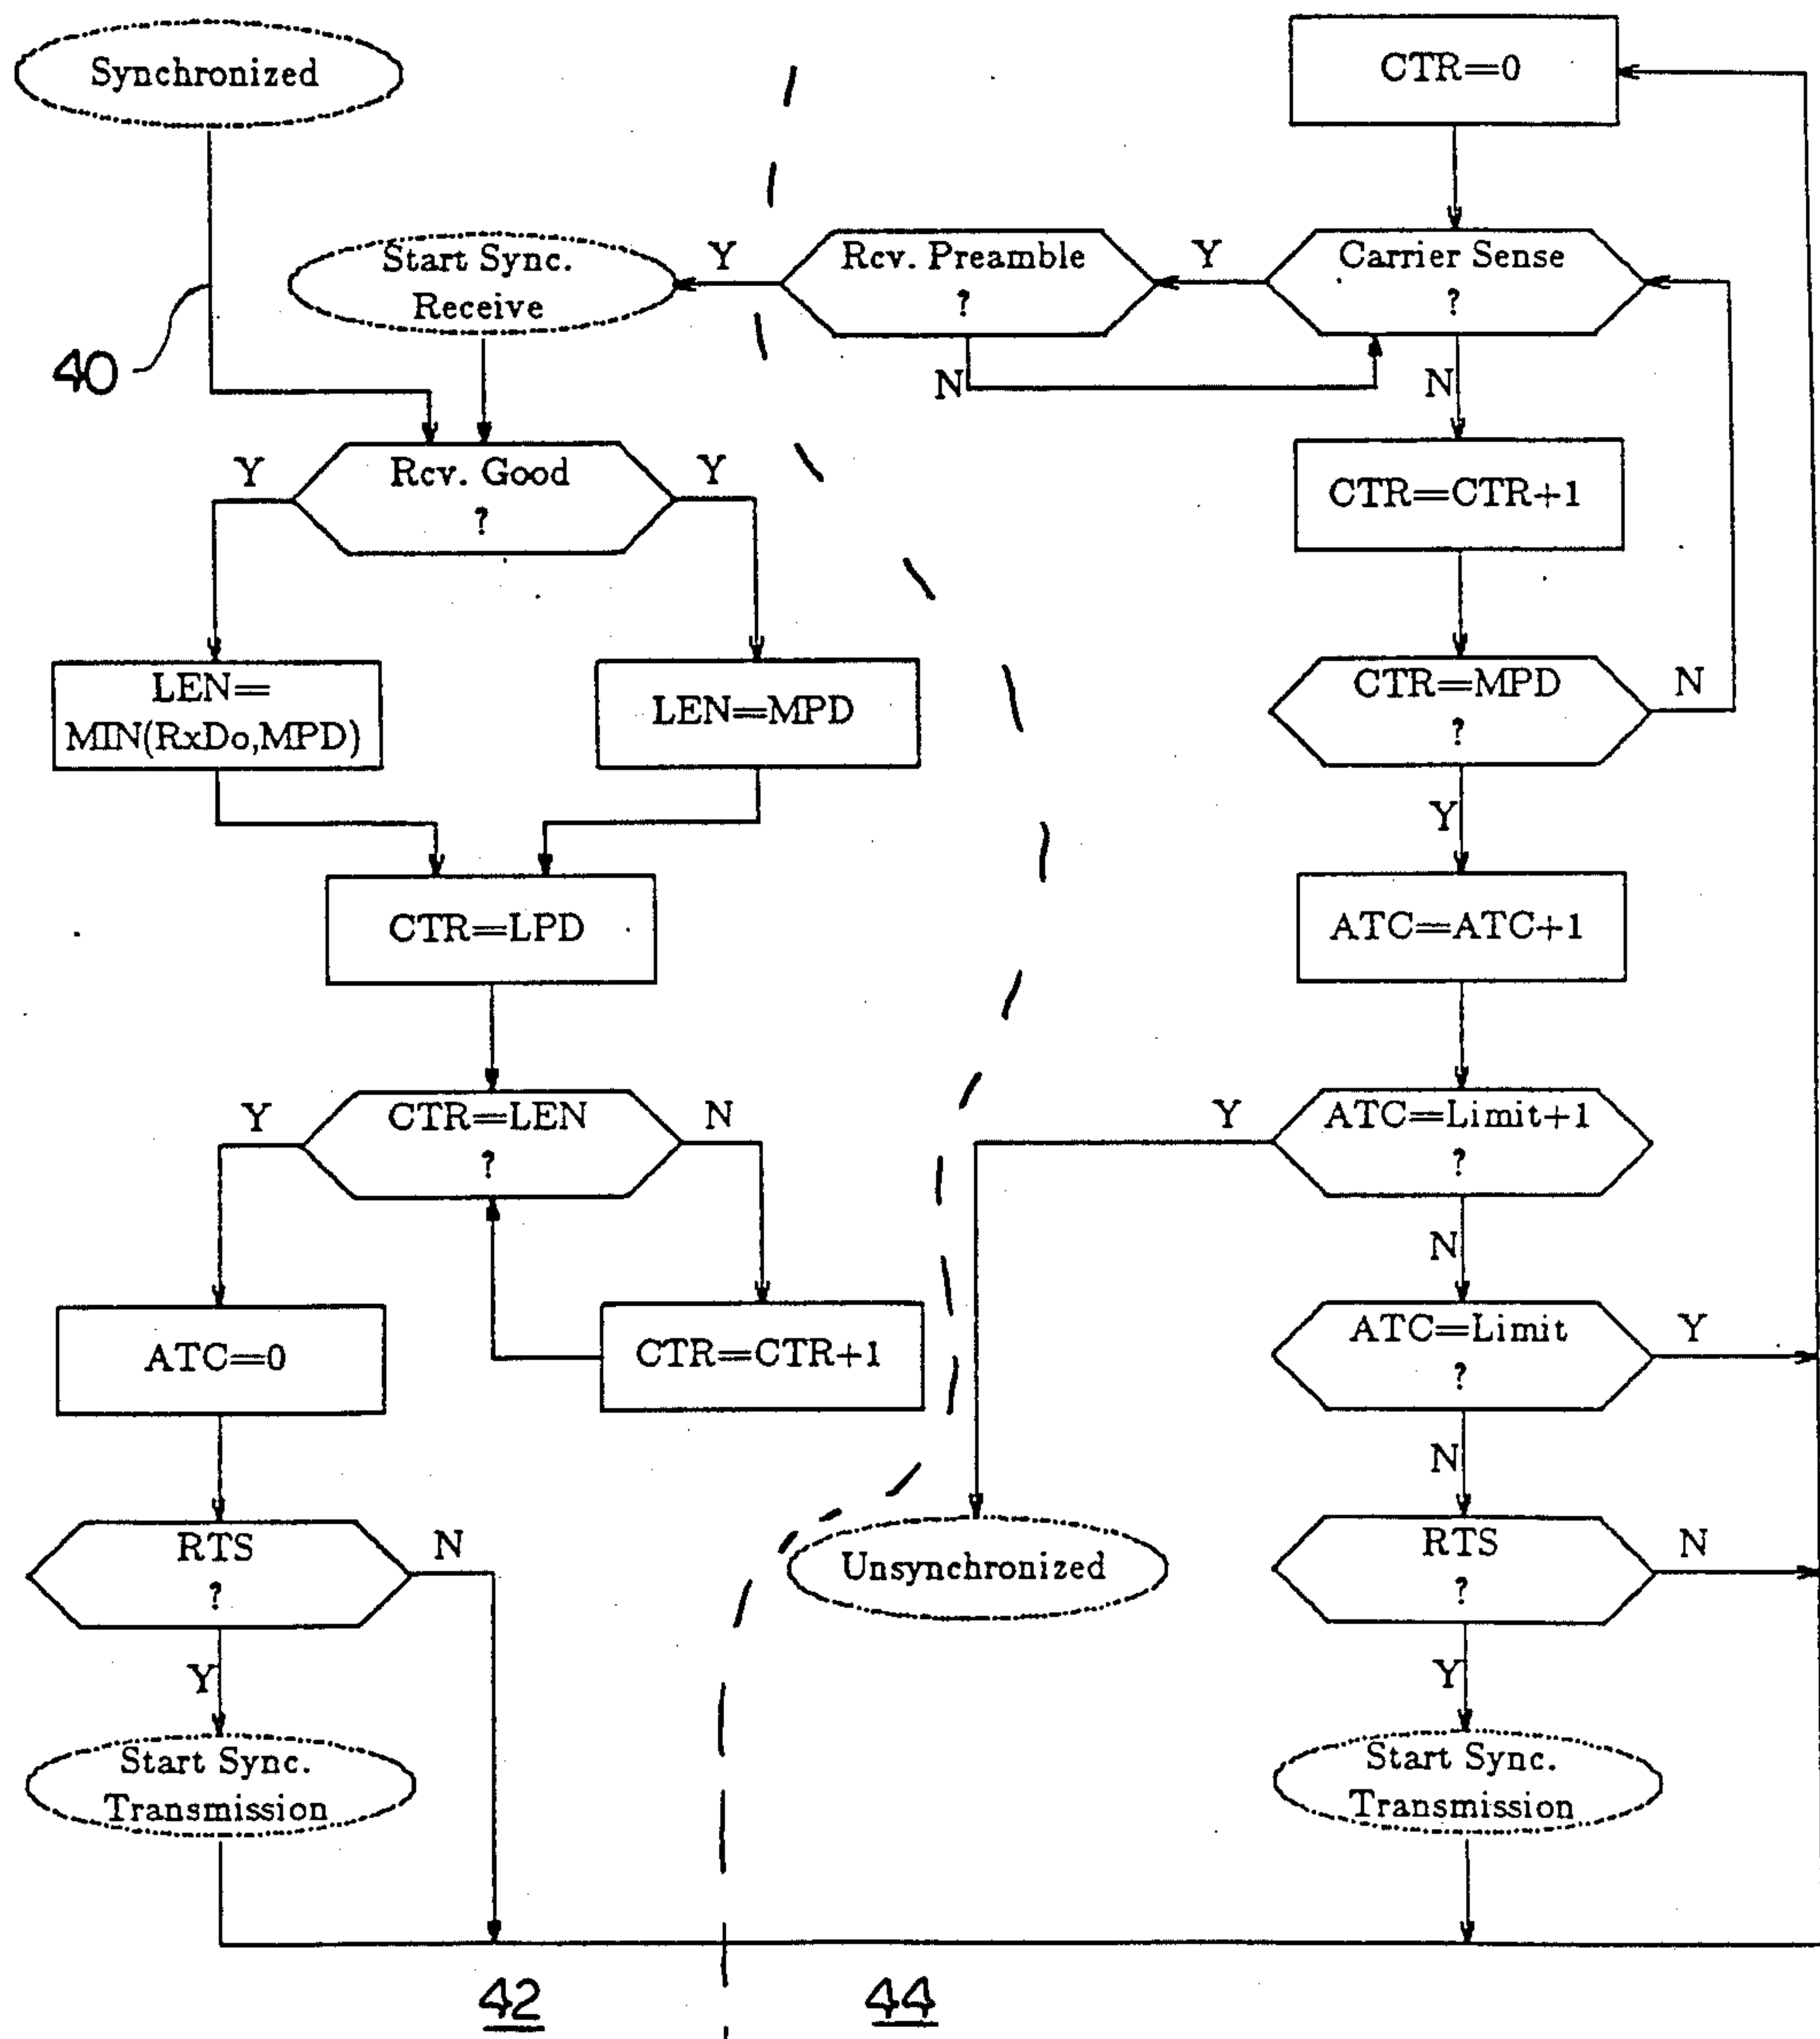 Synchronized
40
Start Sync.
Receive
Y
Rcv. Preamble
?
N
Y
CTR=0
Carrier Sense
?
N
Y
Rcv. Good
?
Y
CTR=CTR+1
LEN=
MIN(RxDo,MPD)
LEN=MPD
CTR=MPD
?
N
Y
CTR=LPD
ATC=ATC+1
Y
CTR=LEN
?
N
Y
ATC=Limit+1
?
N
ATC=0
CTR=CTR+1
ATC=Limit
?
Y
N
RTS
?
N
Y
Unsynchronized
RTS
?
N
Y
Start Sync.
Transmission
Start Sync.
Transmission
42
44